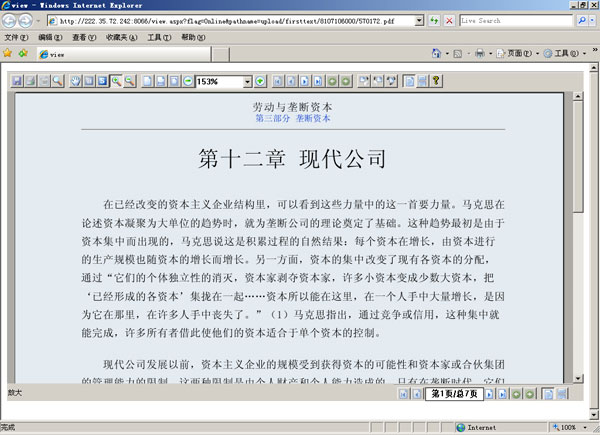 view - Windows Internet Explorer
http://222.35.72.242:8066/view.aspx?flag=Online&pathname=upload/firsttext/8107106000/570172.pdf
Live Search
文件(F) 编辑(E) 查看(V) 收藏夹(A) 工具(T) 帮助(H)
view 页面(P) 工具(O)
153%
劳动与垄断资本
第三部分 垄断资本
第十二章 现代公司
在已经改变的资本主义企业结构里，可以看到这些力量中的这一首要力量。马克思在
论述资本凝聚为大单位的趋势时，就为垄断公司的理论奠定了基础。这种趋势最初是由于
资本集中而出现的，马克思说这是积累过程的自然结果：每个资本在增长，由资本进行
的生产规模也随资本的增长而增长。另一方面，资本的集中改变了现有各资本的分配，
通过“它们的个体独立性的消灭，资本家剥夺资本家，许多小资本变成少数大资本，把
‘已经形成的各资本’集拢在一起……资本所以能在这里，在一个人手中大量增长，是因
为它在那里，在许多人手中丧失了。”（1）马克思指出，通过竞争或信用，这种集中就
能完成，许多所有者借此使他们的资本适合于单个资本的控制。
现代公司发展以前，资本主义企业的规模受到获得资本的可能性和资本家或合伙集团
的管理能力的限制。这两种限制是由个人财产和个人能力造成的。只有在垄断时代，它们
放大
第1页/总7页
完成 Internet 100%